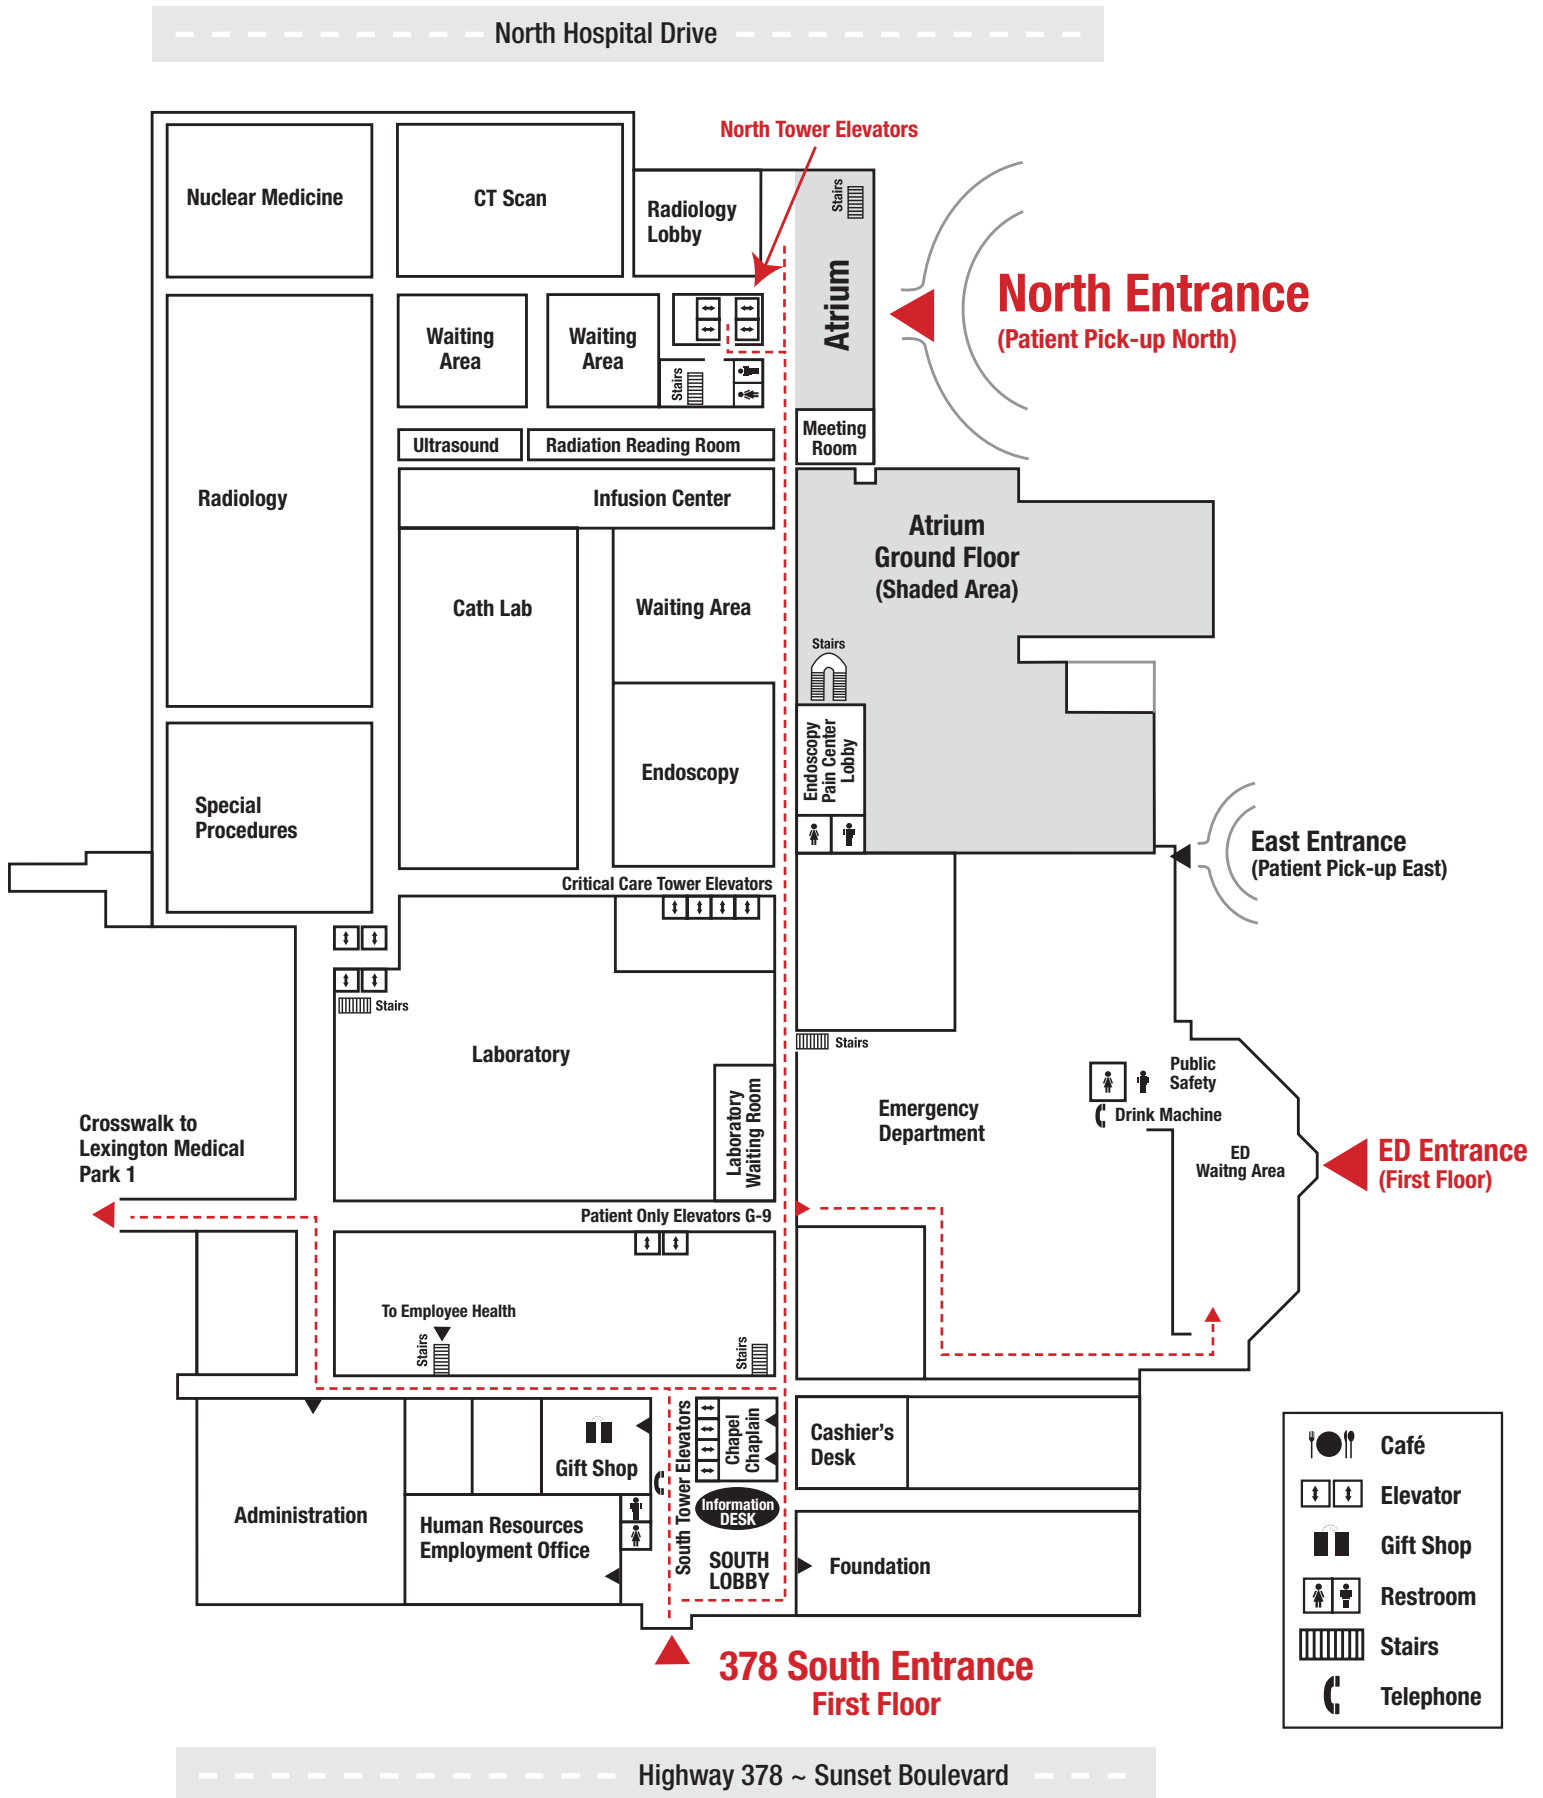 North Hospital Drive
North Tower Elevators
Nuclear Medicine
CT Scan
Radiology
Lobby
Stairs
Atrium
North Entrance
(Patient Pick-up North)
Waiting
Area
Waiting
Area
Stairs
Meeting
Room
Ultrasound
Radiation Reading Room
Radiology
Infusion Center
Atrium
Ground Floor
(Shaded Area)
Cath Lab
Waiting Area
Stairs
Endoscopy
Pain Center
Lobby
Endoscopy
Special
Procedures
East Entrance
(Patient Pick-up East)
Critical Care Tower Elevators
Stairs
Stairs
Laboratory
Laboratory
Waiting Room
Public
Safety
Drink Machine
Emergency
Department
ED
Waitng Area
ED Entrance
(First Floor)
Crosswalk to
Lexington Medical
Park 1
Patient Only Elevators G-9
To Employee Health
Stairs
Stairs
South Tower Elevators
Chapel
Chaplain
Cashier's
Desk
Gift Shop
Information
DESK
Administration
Human Resources
Employment Office
SOUTH
LOBBY
Foundation
378 South Entrance
First Floor
Café
Elevator
Gift Shop
Restroom
Stairs
Telephone
Highway 378 ~ Sunset Boulevard